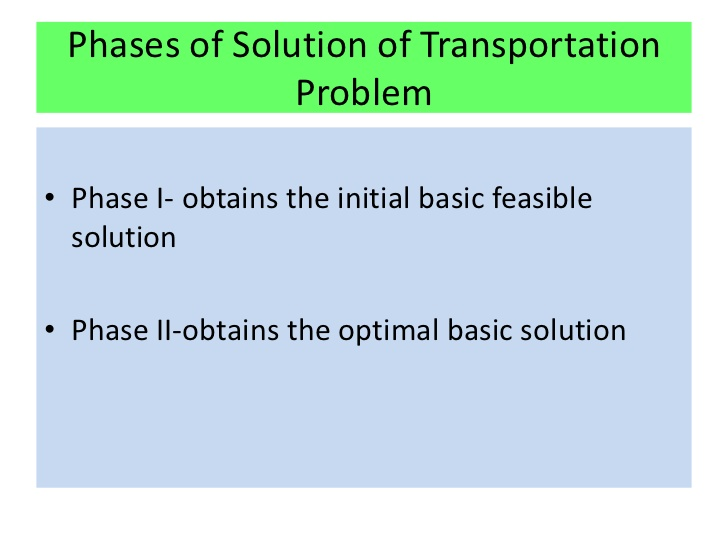 Phases of Solution of Transportation
Problem
• Phase I- obtains the initial basic feasible
solution
• Phase II-obtains the optimal basic solution